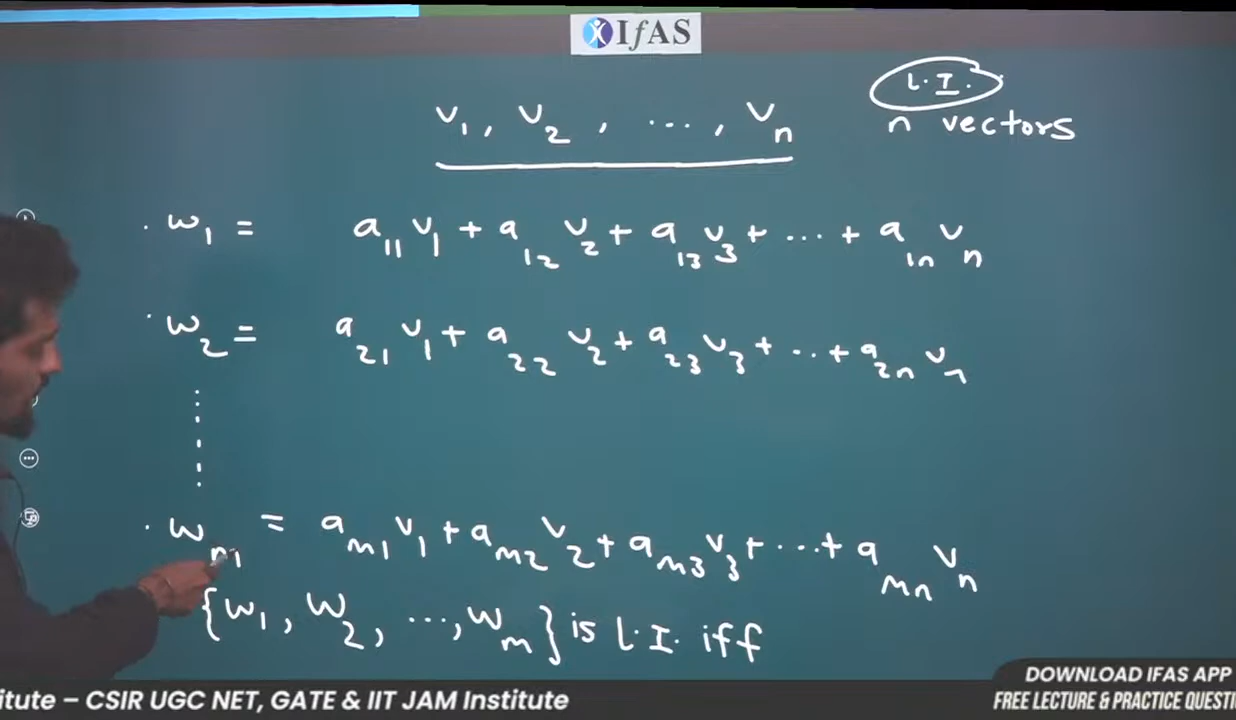 IfAS
L.I.
v₁, v₂, ..., vₙ
n vectors
. w₁ = a₁₁ v₁ + a₁₂ v₂ + a₁₃ v₃ + ... + a₁ₙ vₙ
. w₂ = a₂₁ v₁ + a₂₂ v₂ + a₂₃ v₃ + ... + a₂ₙ vₙ
. wₘ = aₘ₁ v₁ + aₘ₂ v₂ + aₘ₃ v₃ + ... + aₘₙ vₙ
{w₁, w₂, ..., wₘ} is L.I. iff
DOWNLOAD IFAS APP
itute – CSIR UGC NET, GATE & IIT JAM Institute
FREE LECTURE & PRACTICE QUESTI